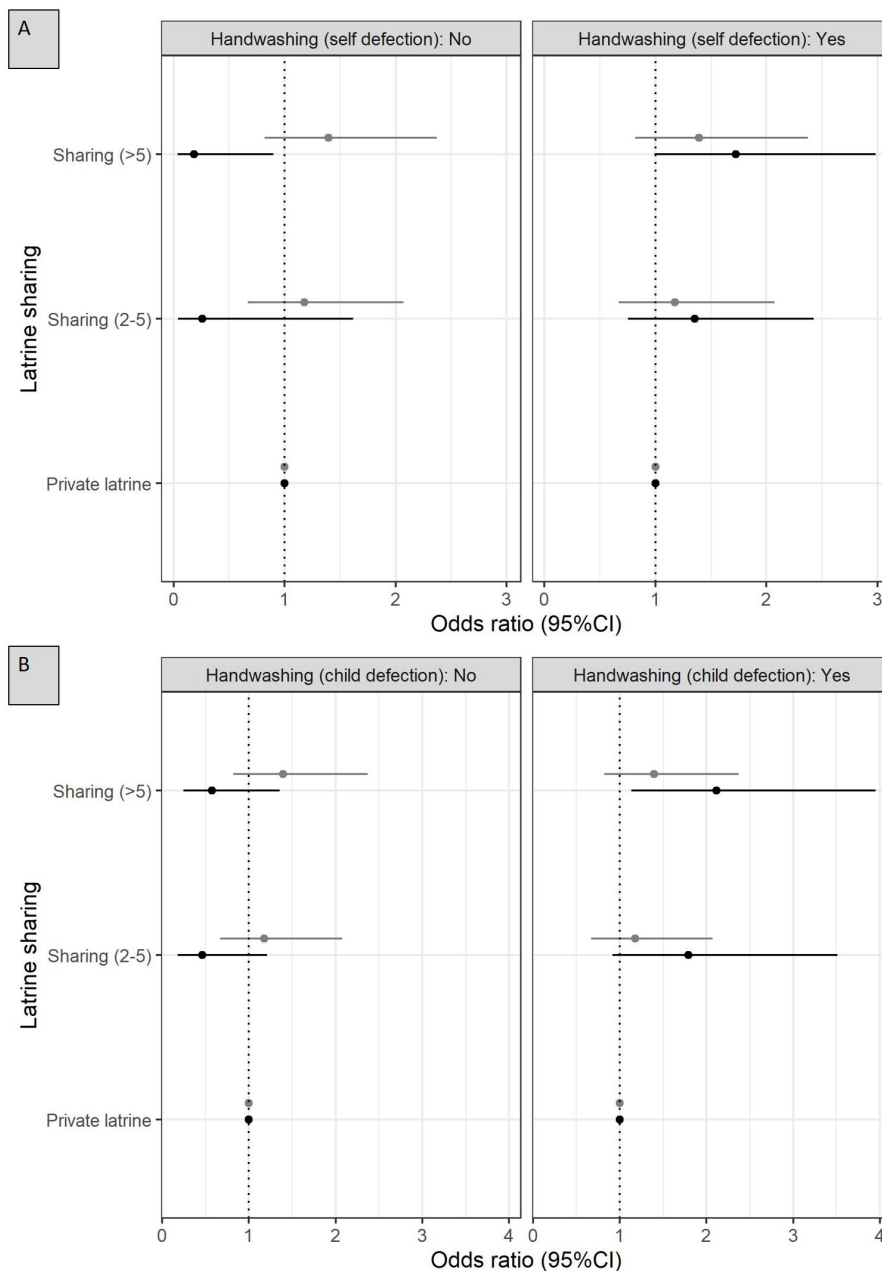 A
Handwashing (self defection): No
Handwashing (self defection): Yes
Latrine sharing
Sharing (>5)
Sharing (2-5)
Private latrine
0 1 2 3
0 1 2 3
Odds ratio (95%CI)
B
Handwashing (child defection): No
Handwashing (child defection): Yes
Latrine sharing
Sharing (>5)
Sharing (2-5)
Private latrine
0 1 2 3 4
0 1 2 3 4
Odds ratio (95%CI)